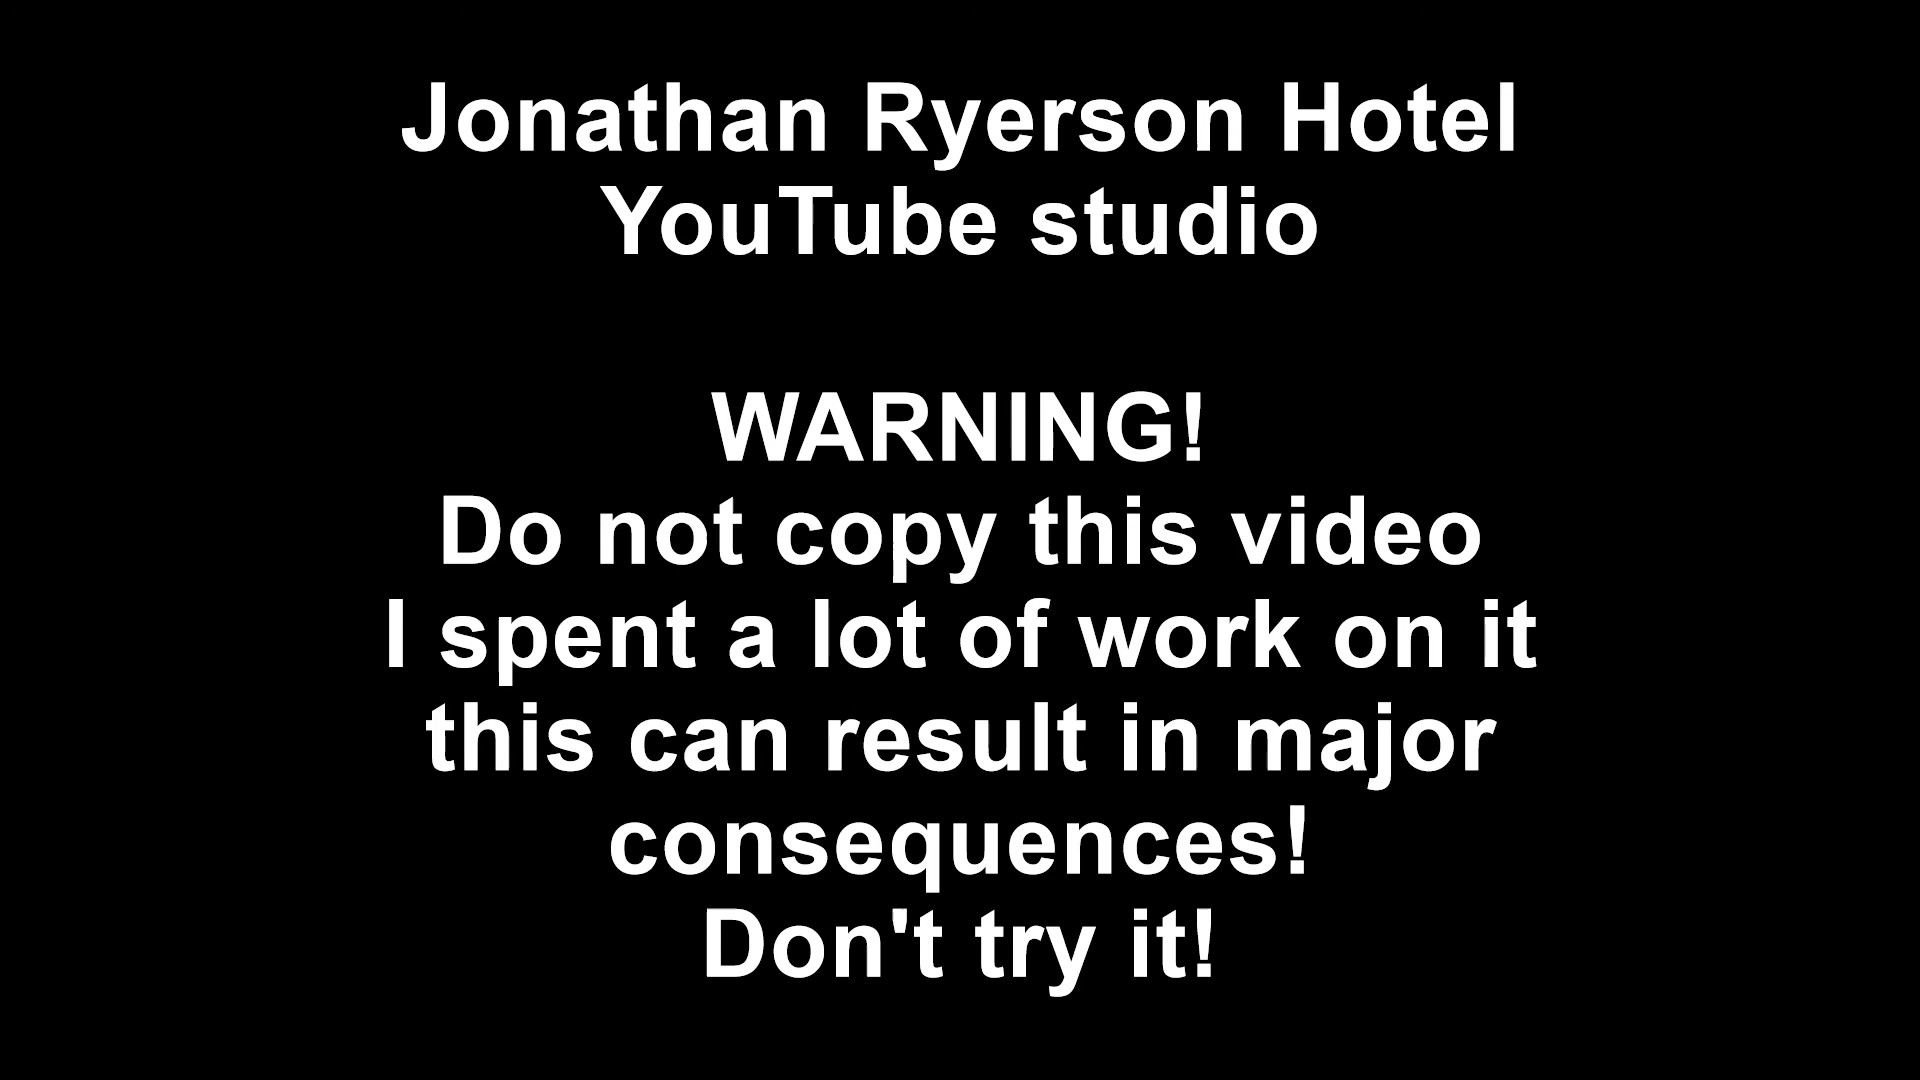 Jonathan Ryerson Hotel
YouTube studio
WARNING!
Do not copy this video
I spent a lot of work on it
this can result in major
consequences!
Don't try it!